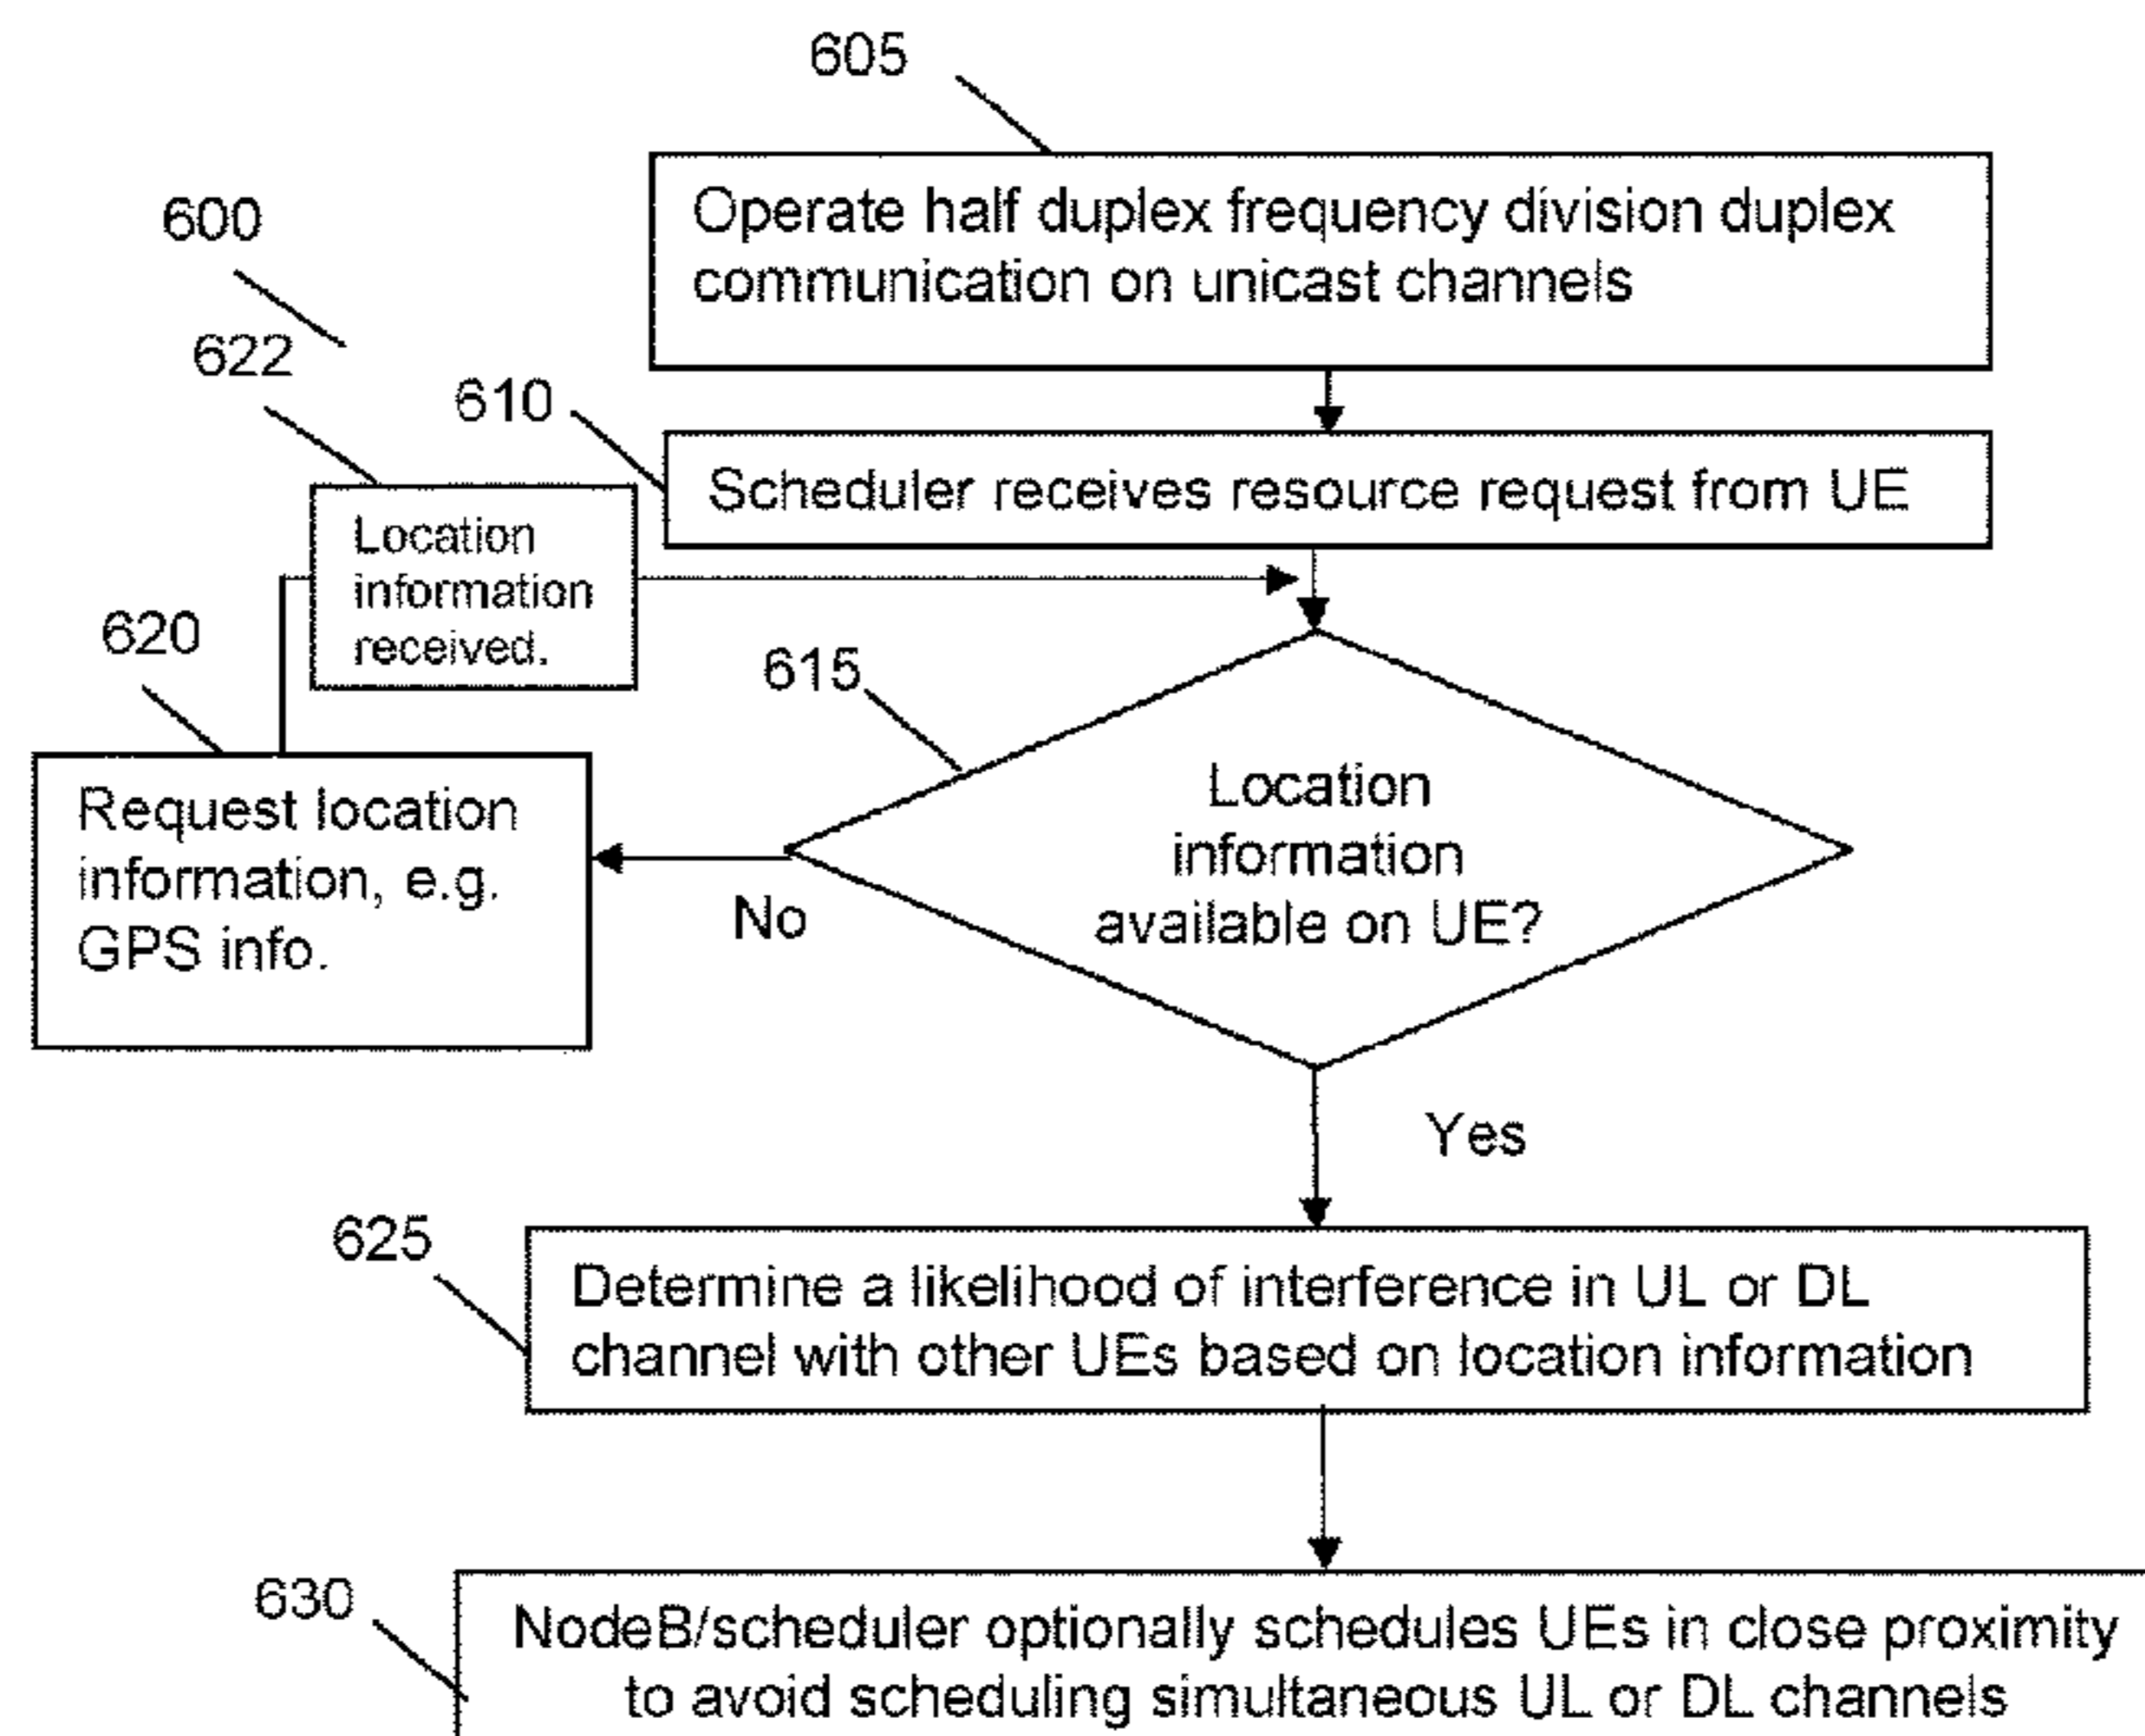 605
Operate half duplex frequency division duplex
communication on unicast channels
600
622
610
Scheduler receives resource request from UE
Location
information
received.
620
615
Request location
information, e.g.
GPS info.
Location
information
available on UE?
No
Yes
625
Determine a likelihood of interference in UL or DL
channel with other UEs based on location information
630
NodeB/scheduler optionally schedules UEs in close proximity
to avoid scheduling simultaneous UL or DL channels